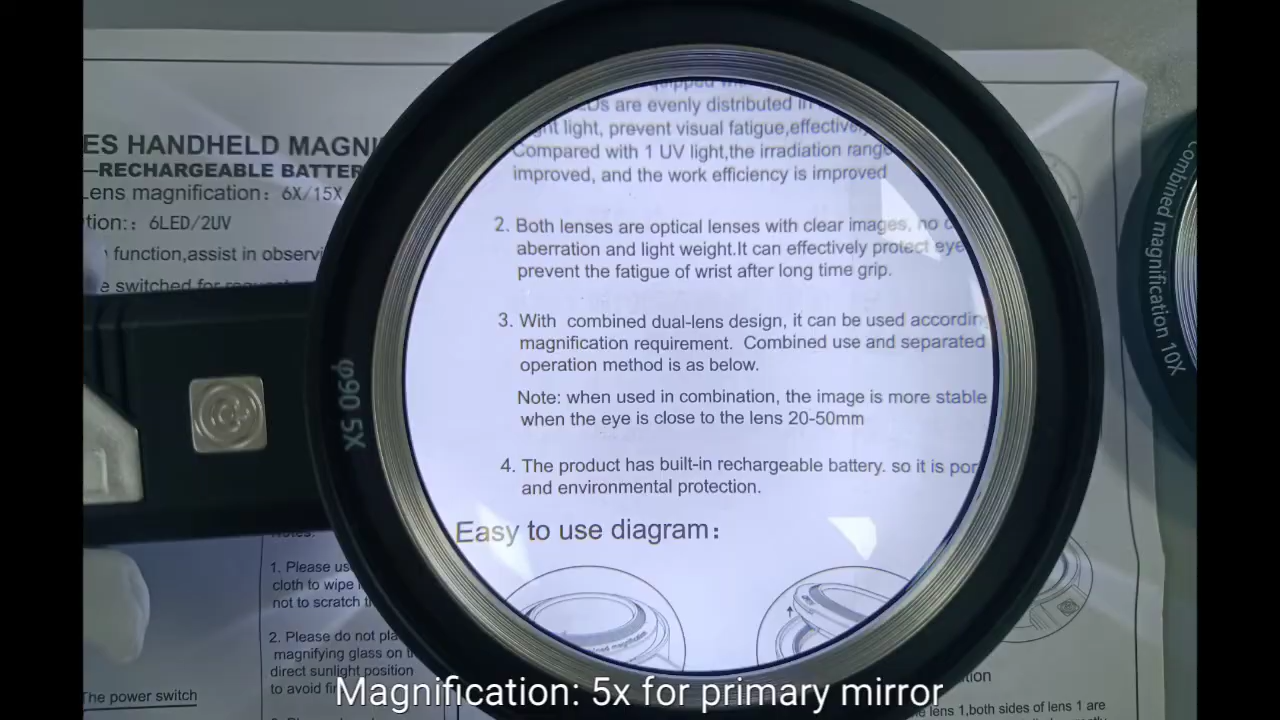 ES HANDHELD MAGNI
—RECHARGEABLE BATTER
Lens magnification: 6X/15X
tion:: 6LED/2UV
function,assist in observi
e switched for
are evenly distributed in
light, prevent visual fatigue,effective
Compared with 1 UV light,the irradiation range
improved, and the work efficiency is improved
2. Both lenses are optical lenses with clear images, no c
aberration and light weight.It can effectively protect eye
prevent the fatigue of wrist after long time grip.
3. With combined dual-lens design, it can be used according
magnification requirement. Combined use and separated
operation method is as below.
Note: when used in combination, the image is more stable
when the eye is close to the lens 20-50mm
4. The product has built-in rechargeable battery. so it is por
and environmental protection.
Easy to use diagram:
φ90 5X
Combined magnification 10X
Notes:
1. Please us
cloth to wipe
not to scratch
2. Please do not pla
magnifying glass on
direct sunlight position
to avoid fi
The power switch
lens 1,both sides of lens 1 are
Magnification: 5x for primary mirror